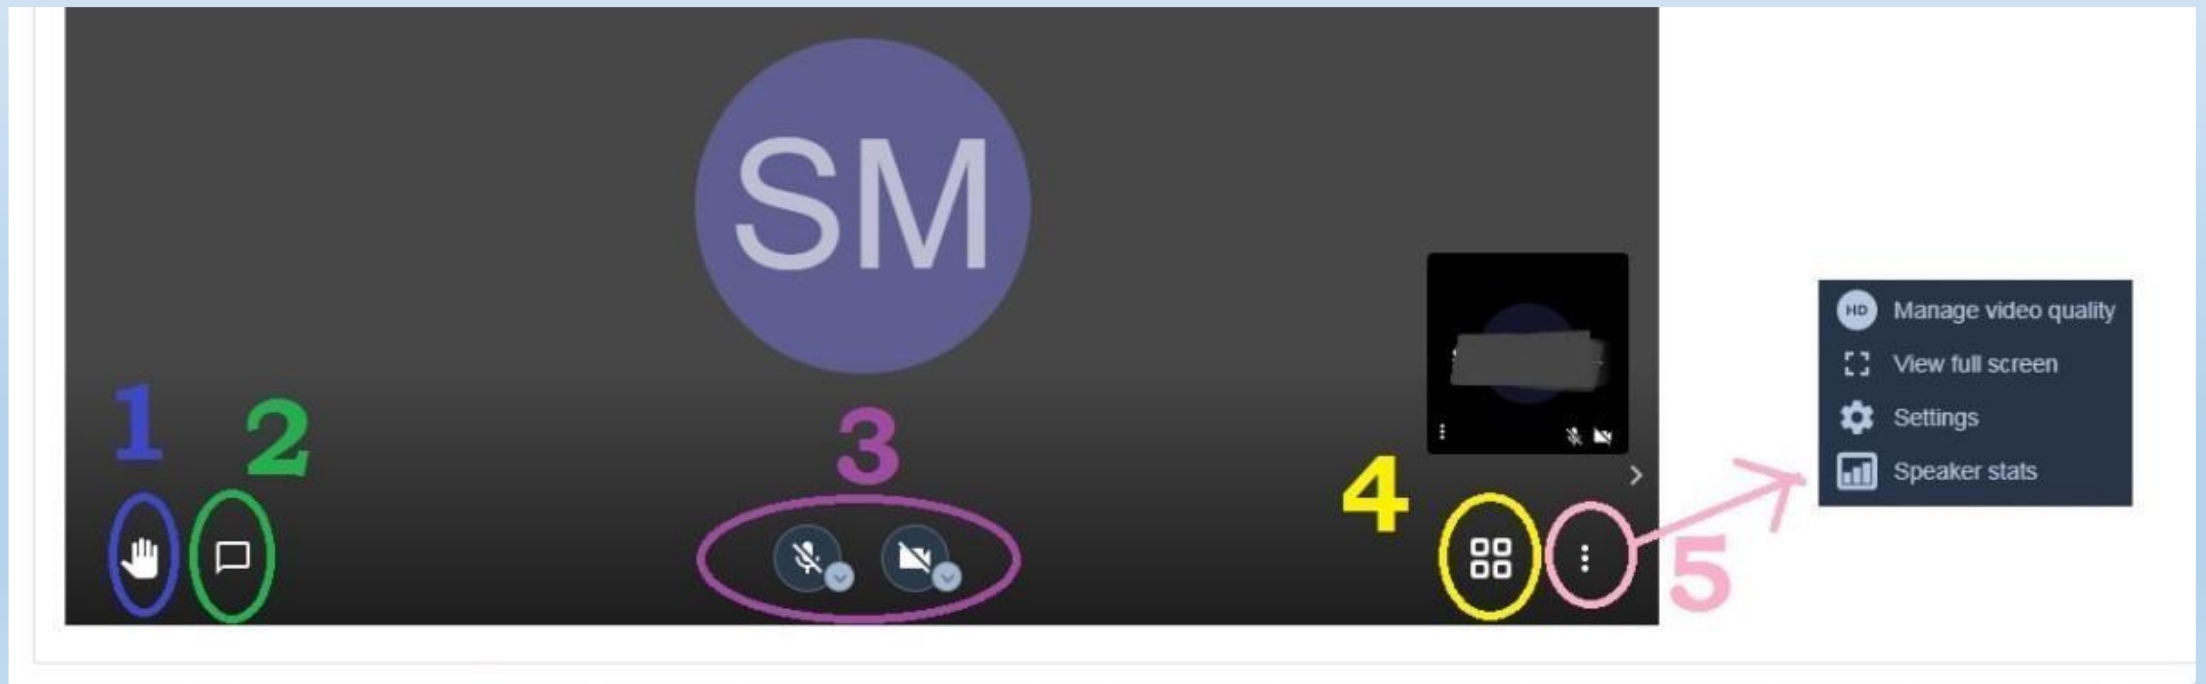 SM
1
2
3
4
5
HD Manage video quality
View full screen
Settings
Speaker stats